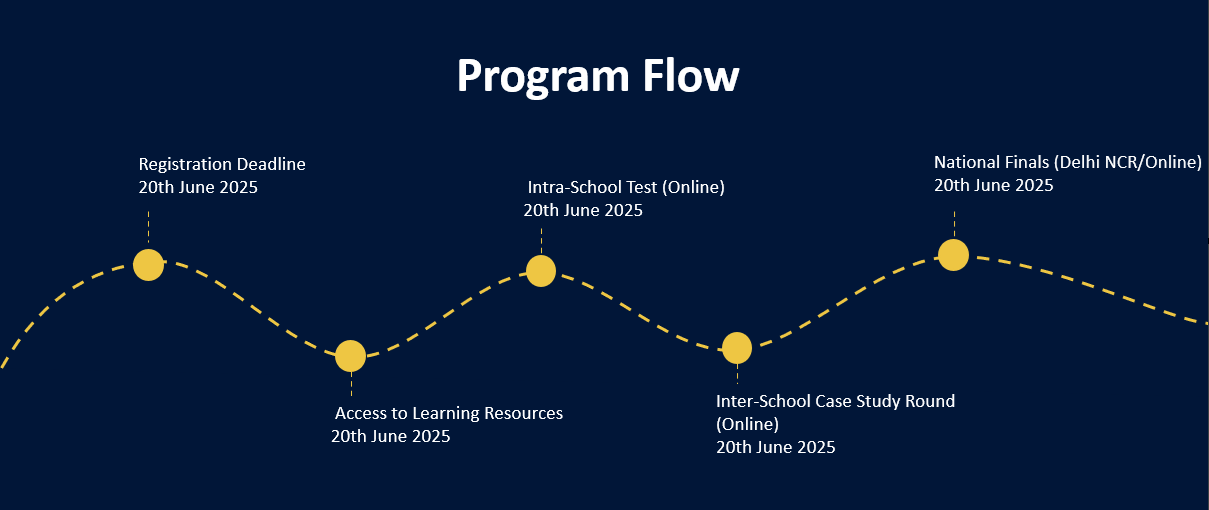 Program Flow
Registration Deadline
20th June 2025
Access to Learning Resources
20th June 2025
Intra-School Test (Online)
20th June 2025
Inter-School Case Study Round
(Online)
20th June 2025
National Finals (Delhi NCR/Online)
20th June 2025